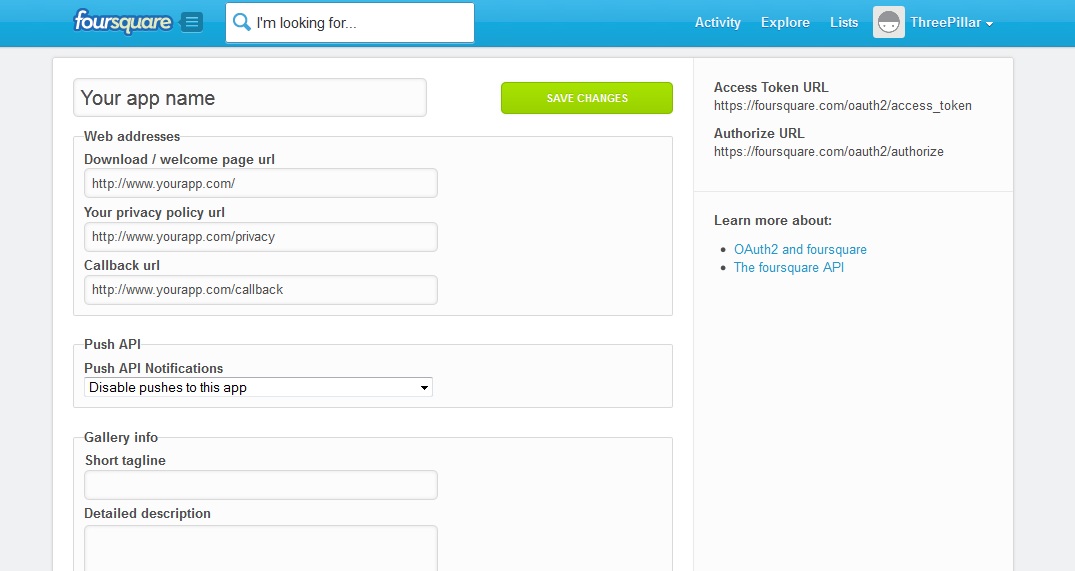 foursquare
I'm looking for...
Activity Explore Lists ThreePillar
Your app name
SAVE CHANGES
Web addresses
Download / welcome page url
http://www.yourapp.com/
Your privacy policy url
http://www.yourapp.com/privacy
Callback url
http://www.yourapp.com/callback
Push API
Push API Notifications
Disable pushes to this app
Gallery info
Short tagline
Detailed description
Access Token URL
https://foursquare.com/oauth2/access_token
Authorize URL
https://foursquare.com/oauth2/authorize
Learn more about:
OAuth2 and foursquare
The foursquare API